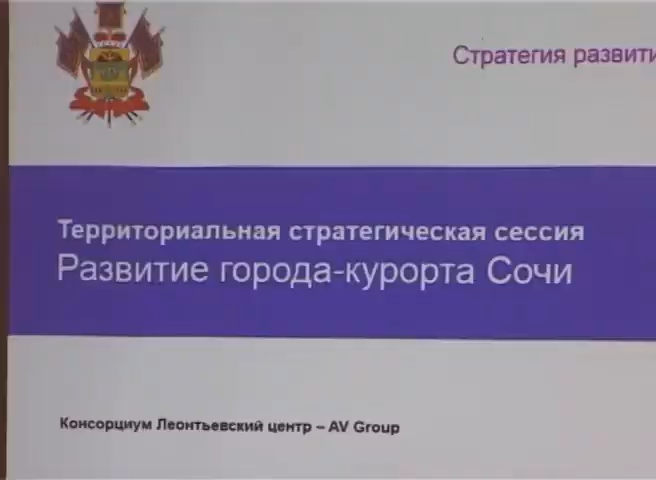 Стратегия развити
Территориальная стратегическая сессия
Развитие города-курорта Сочи
Консорциум Леонтьевский центр – AV Group